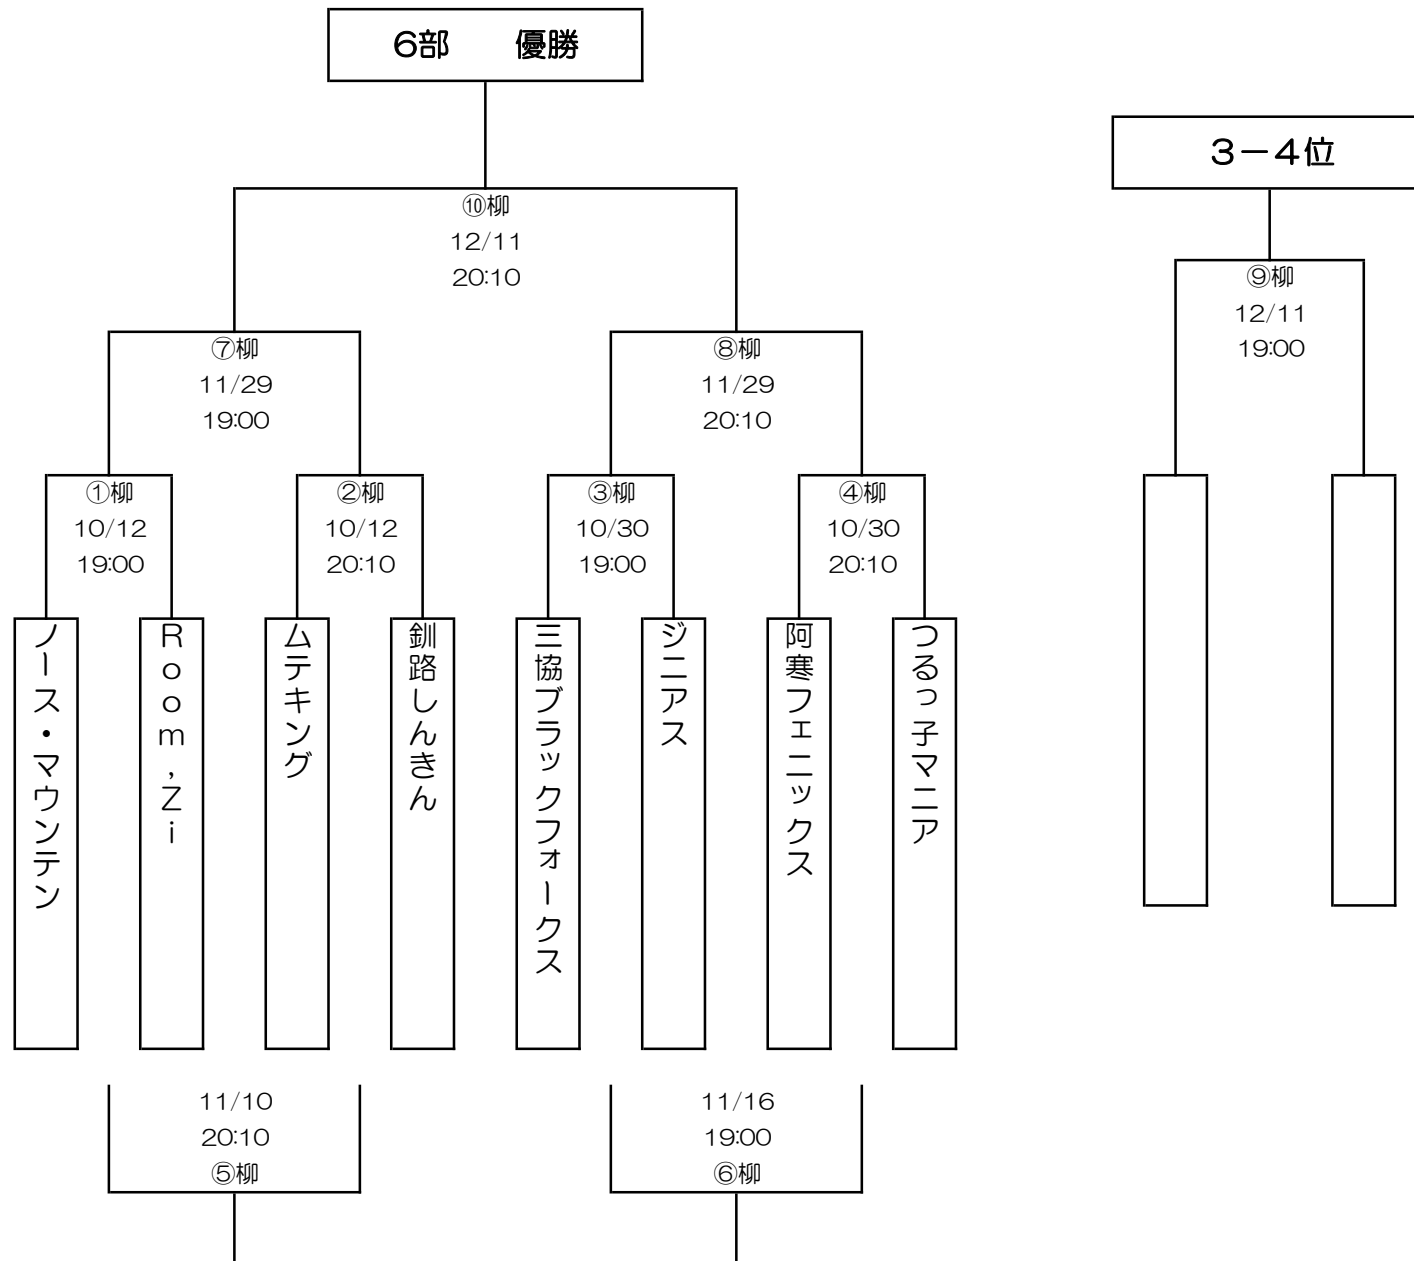 6部　優勝
3－4位
⑩柳
12/11
20:10
⑨柳
12/11
19:00
⑦柳
11/29
19:00
⑧柳
11/29
20:10
①柳
10/12
19:00
②柳
10/12
20:10
③柳
10/30
19:00
④柳
10/30
20:10
ノース・マウンテン
Ｒｏｏｍ,Ｚｉ
ムテキング
釧路しんきん
三協ブラックフォークス
ジニアス
阿寒フェニックス
つるっ子マニア
11/10
20:10
⑤柳
11/16
19:00
⑥柳